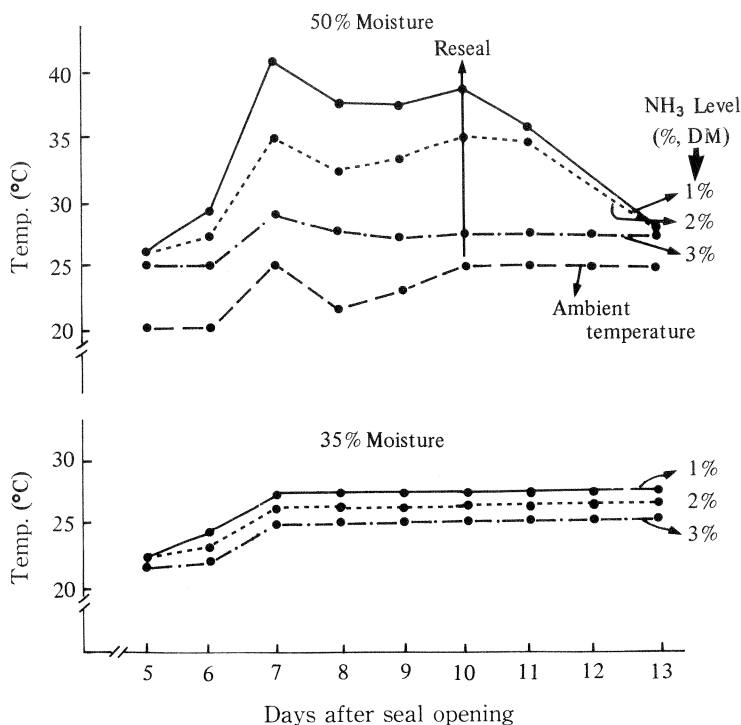 50% Moisture
Reseal
40
35
30
25
20
Temp. (°C)
NH₃ Level
(%, DM)
1%
2%
3%
Ambient
temperature
35% Moisture
30
25
20
Temp. (°C)
1%
2%
3%
5 6 7 8 9 10 11 12 13
Days after seal opening